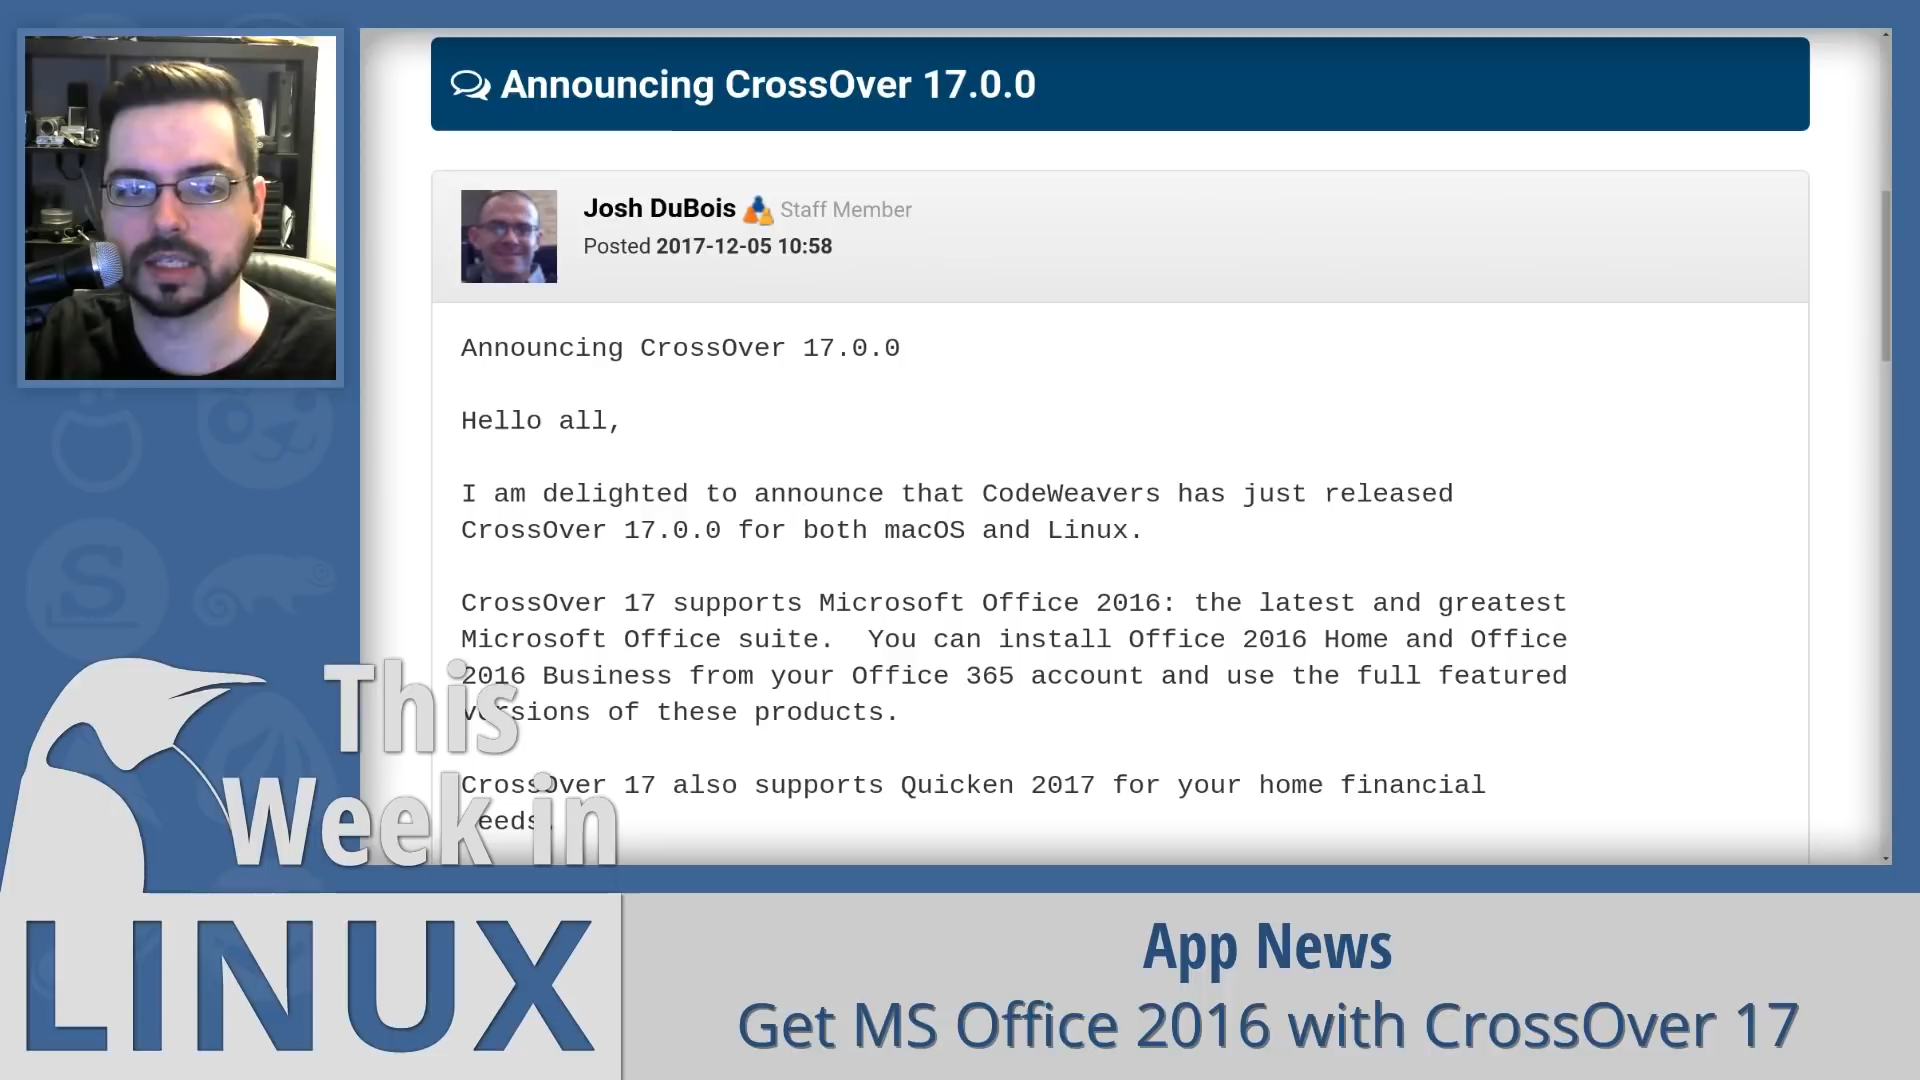 Announcing CrossOver 17.0.0
Josh DuBois Staff Member
Posted 2017-12-05 10:58
Announcing CrossOver 17.0.0
Hello all,
I am delighted to announce that CodeWeavers has just released
CrossOver 17.0.0 for both macOS and Linux.
CrossOver 17 supports Microsoft Office 2016: the latest and greatest
Microsoft Office suite.  You can install Office 2016 Home and Office
2016 Business from your Office 365 account and use the full featured
versions of these products.
CrossOver 17 also supports Quicken 2017 for your home financial
needs.
This
Week in
LINUX
App News
Get MS Office 2016 with CrossOver 17